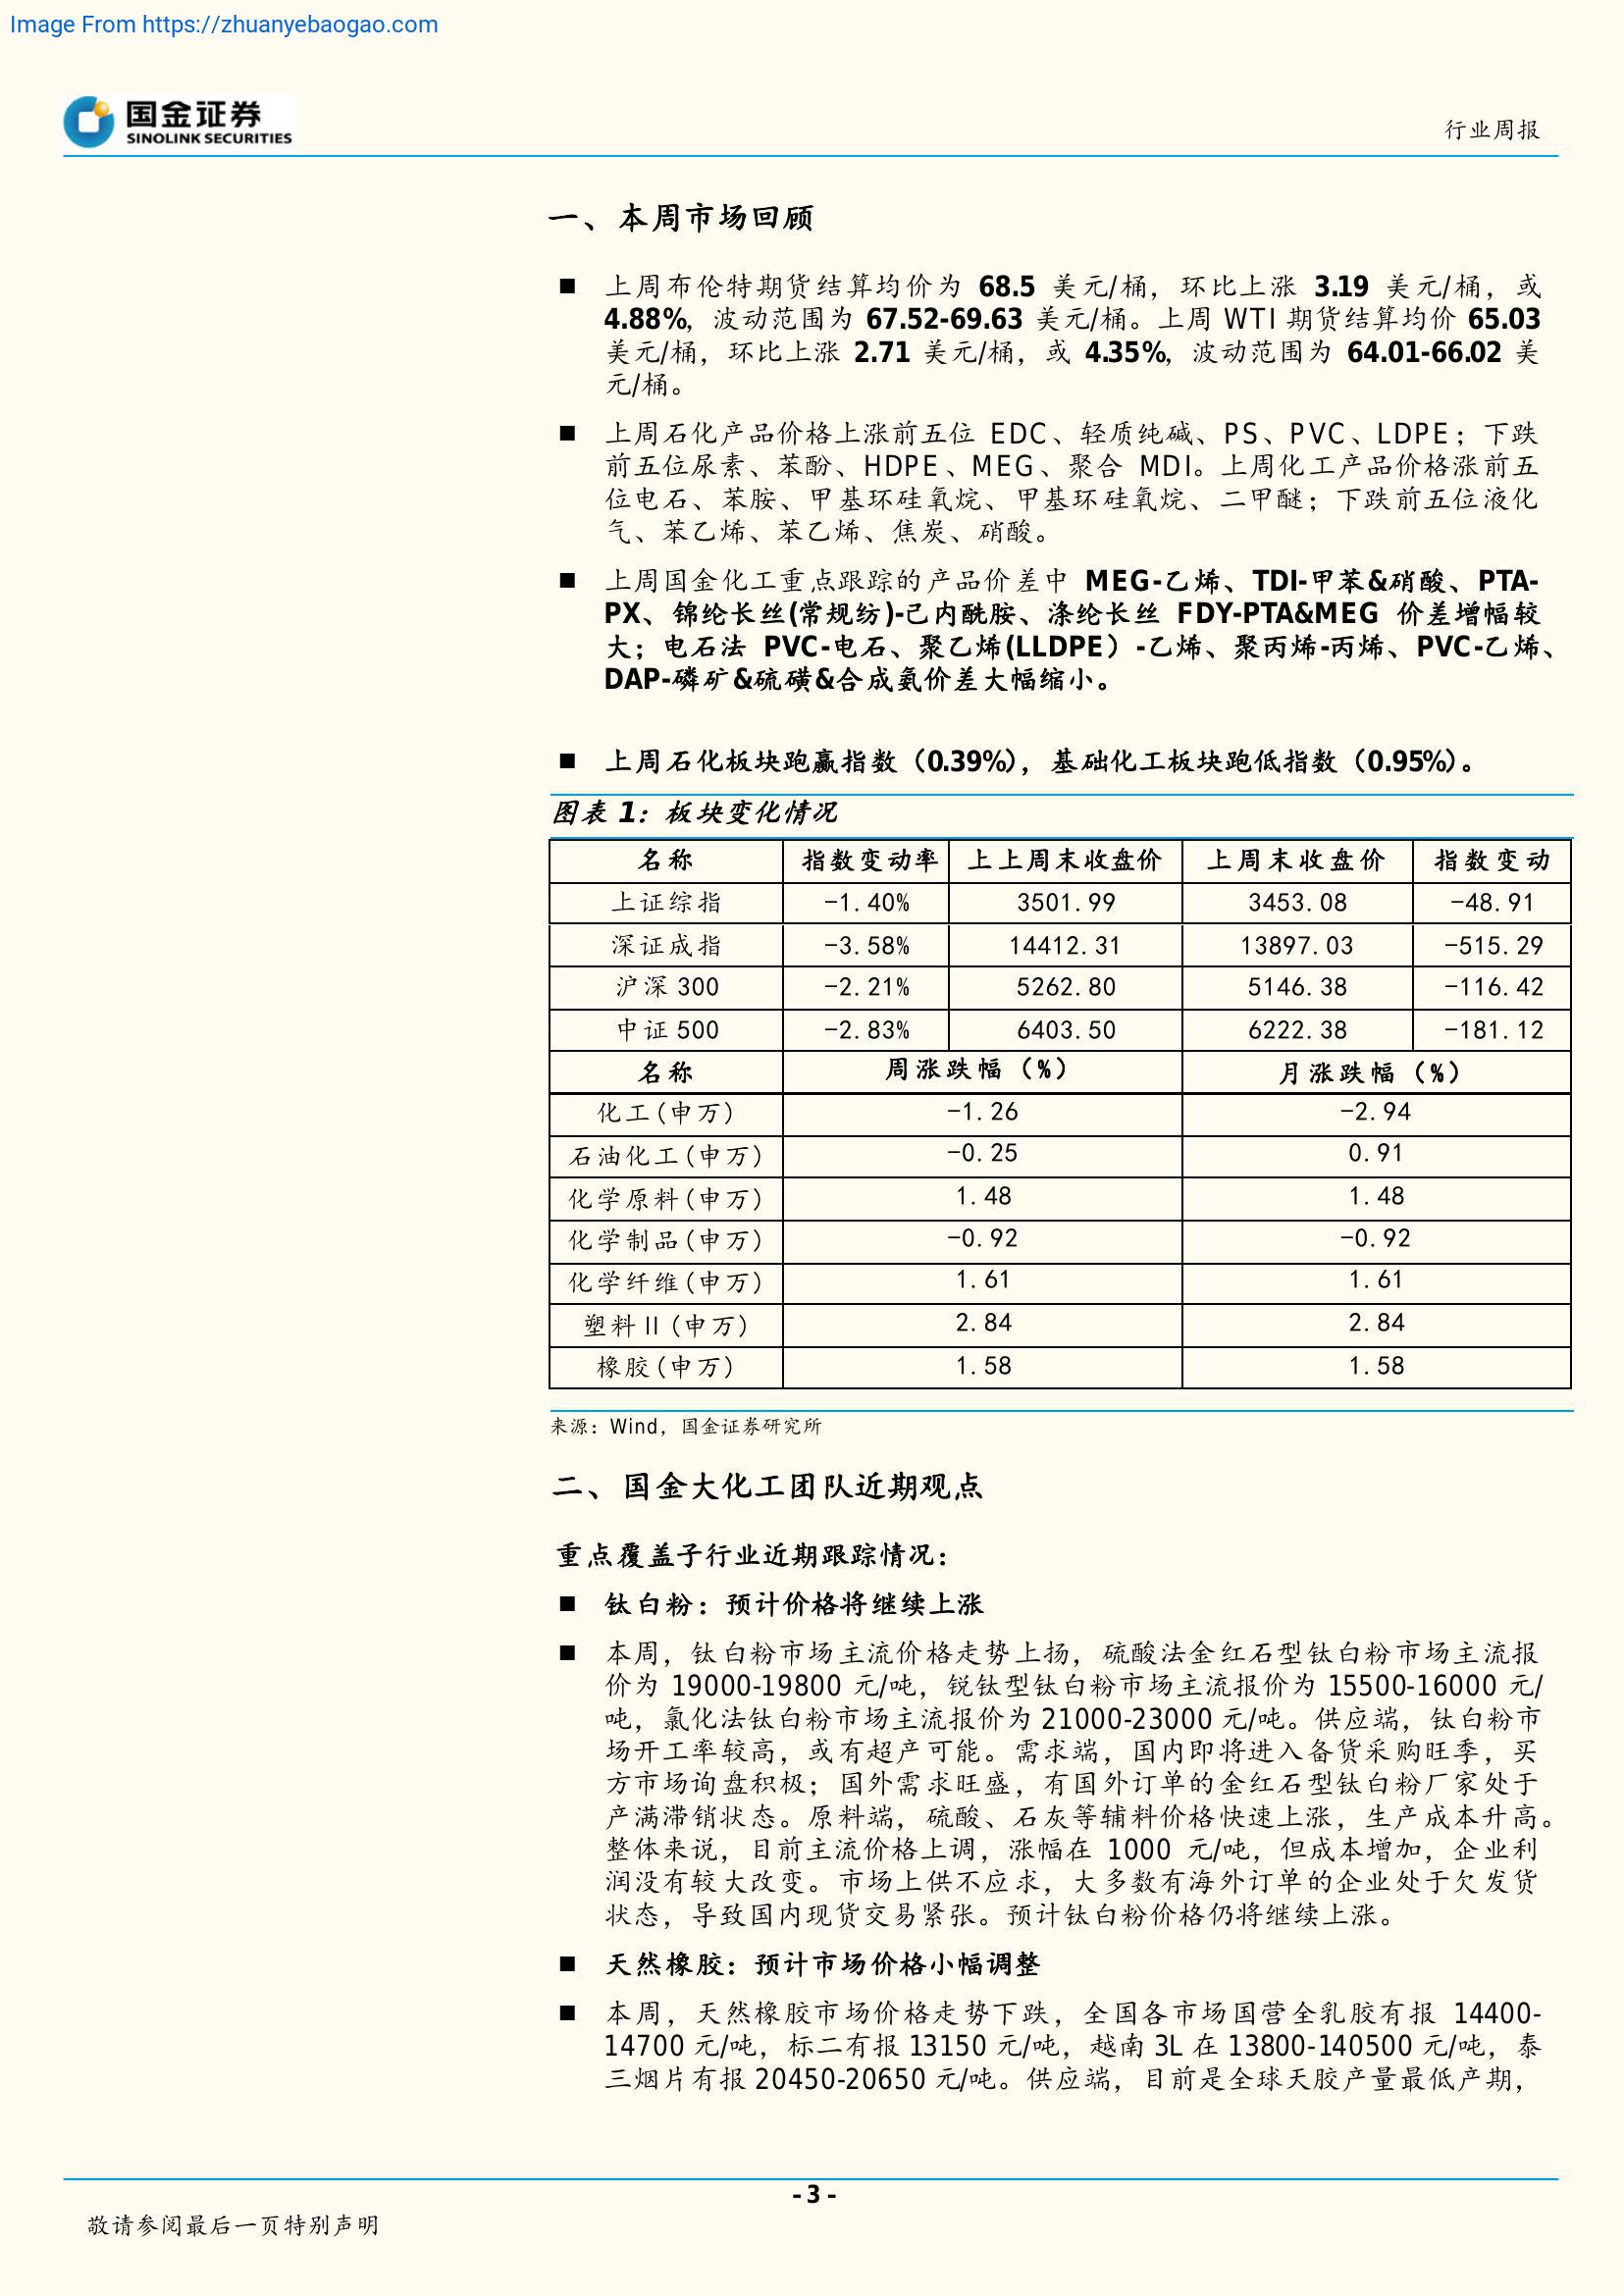 Image From https://zhuanyebaogao.com
国金证券
SINOLINK SECURITIES
行业周报
一、本周市场回顾
■ 上周布伦特期货结算均价为 68.5 美元/桶，环比上涨 3.19 美元/桶，或
4.88%，波动范围为 67.52-69.63 美元/桶。上周 WTI 期货结算均价 65.03
美元/桶，环比上涨 2.71 美元/桶，或 4.35%，波动范围为 64.01-66.02 美
元/桶。
■ 上周石化产品价格上涨前五位 EDC、轻质纯碱、PS、PVC、LDPE；下跌
前五位尿素、苯酚、HDPE、MEG、聚合 MDI。上周化工产品价格涨前五
位电石、苯胺、甲基环硅氧烷、甲基环硅氧烷、二甲醚；下跌前五位液化
气、苯乙烯、苯乙烯、焦炭、硝酸。
■ 上周国金化工重点跟踪的产品价差中 MEG-乙烯、TDI-甲苯&硝酸、PTA-
PX、锦纶长丝(常规纺)-己内酰胺、涤纶长丝 FDY-PTA&MEG 价差增幅较
大；电石法 PVC-电石、聚乙烯(LLDPE）-乙烯、聚丙烯-丙烯、PVC-乙烯、
DAP-磷矿&硫磺&合成氨价差大幅缩小。
■ 上周石化板块跑赢指数（0.39%），基础化工板块跑低指数（0.95%）。
图表 1：板块变化情况
名称 指数变动率 上上周末收盘价 上周末收盘价 指数变动
上证综指 -1.40% 3501.99 3453.08 -48.91
深证成指 -3.58% 14412.31 13897.03 -515.29
沪深 300 -2.21% 5262.80 5146.38 -116.42
中证 500 -2.83% 6403.50 6222.38 -181.12
名称 周涨跌幅（%） 月涨跌幅（%）
化工(申万) -1.26 -2.94
石油化工(申万) -0.25 0.91
化学原料(申万) 1.48 1.48
化学制品(申万) -0.92 -0.92
化学纤维(申万) 1.61 1.61
塑料 II(申万) 2.84 2.84
橡胶(申万) 1.58 1.58
来源：Wind，国金证券研究所
二、国金大化工团队近期观点
重点覆盖子行业近期跟踪情况：
■ 钛白粉：预计价格将继续上涨
■ 本周，钛白粉市场主流价格走势上扬，硫酸法金红石型钛白粉市场主流报
价为 19000-19800 元/吨，锐钛型钛白粉市场主流报价为 15500-16000 元/
吨，氯化法钛白粉市场主流报价为 21000-23000 元/吨。供应端，钛白粉市
场开工率较高，或有超产可能。需求端，国内即将进入备货采购旺季，买
方市场询盘积极；国外需求旺盛，有国外订单的金红石型钛白粉厂家处于
产满滞销状态。原料端，硫酸、石灰等辅料价格快速上涨，生产成本升高。
整体来说，目前主流价格上调，涨幅在 1000 元/吨，但成本增加，企业利
润没有较大改变。市场上供不应求，大多数有海外订单的企业处于欠发货
状态，导致国内现货交易紧张。预计钛白粉价格仍将继续上涨。
■ 天然橡胶：预计市场价格小幅调整
■ 本周，天然橡胶市场价格走势下跌，全国各市场国营全乳胶有报 14400-
14700 元/吨，标二有报 13150 元/吨，越南 3L 在 13800-140500 元/吨，泰
三烟片有报 20450-20650 元/吨。供应端，目前是全球天胶产量最低产期，
- 3 -
敬请参阅最后一页特别声明